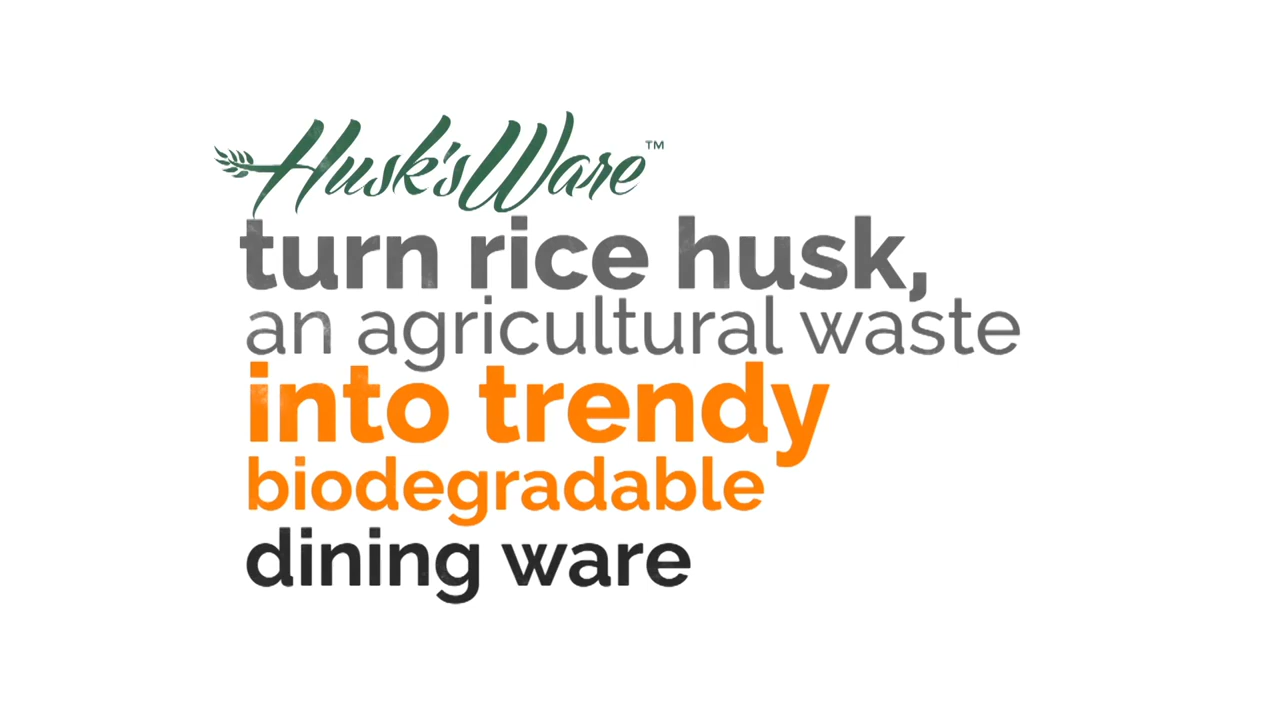 Husk'sWare™
turn rice husk,
an agricultural waste
into trendy
biodegradable
dining ware